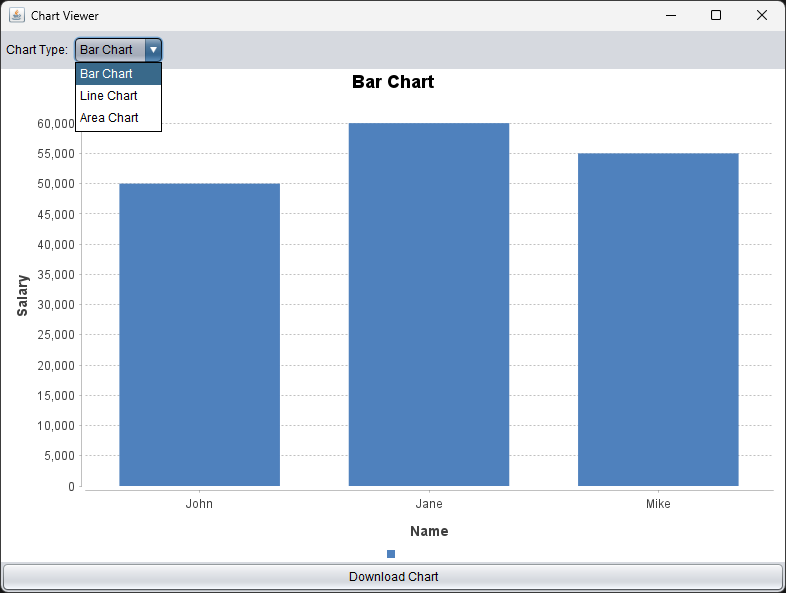 Chart Viewer
Chart Type: Bar Chart
Bar Chart
Line Chart
Area Chart
Bar Chart
60,000
55,000
50,000
45,000
40,000
35,000
30,000
25,000
20,000
15,000
10,000
5,000
0
Salary
John Jane Mike
Name
Download Chart